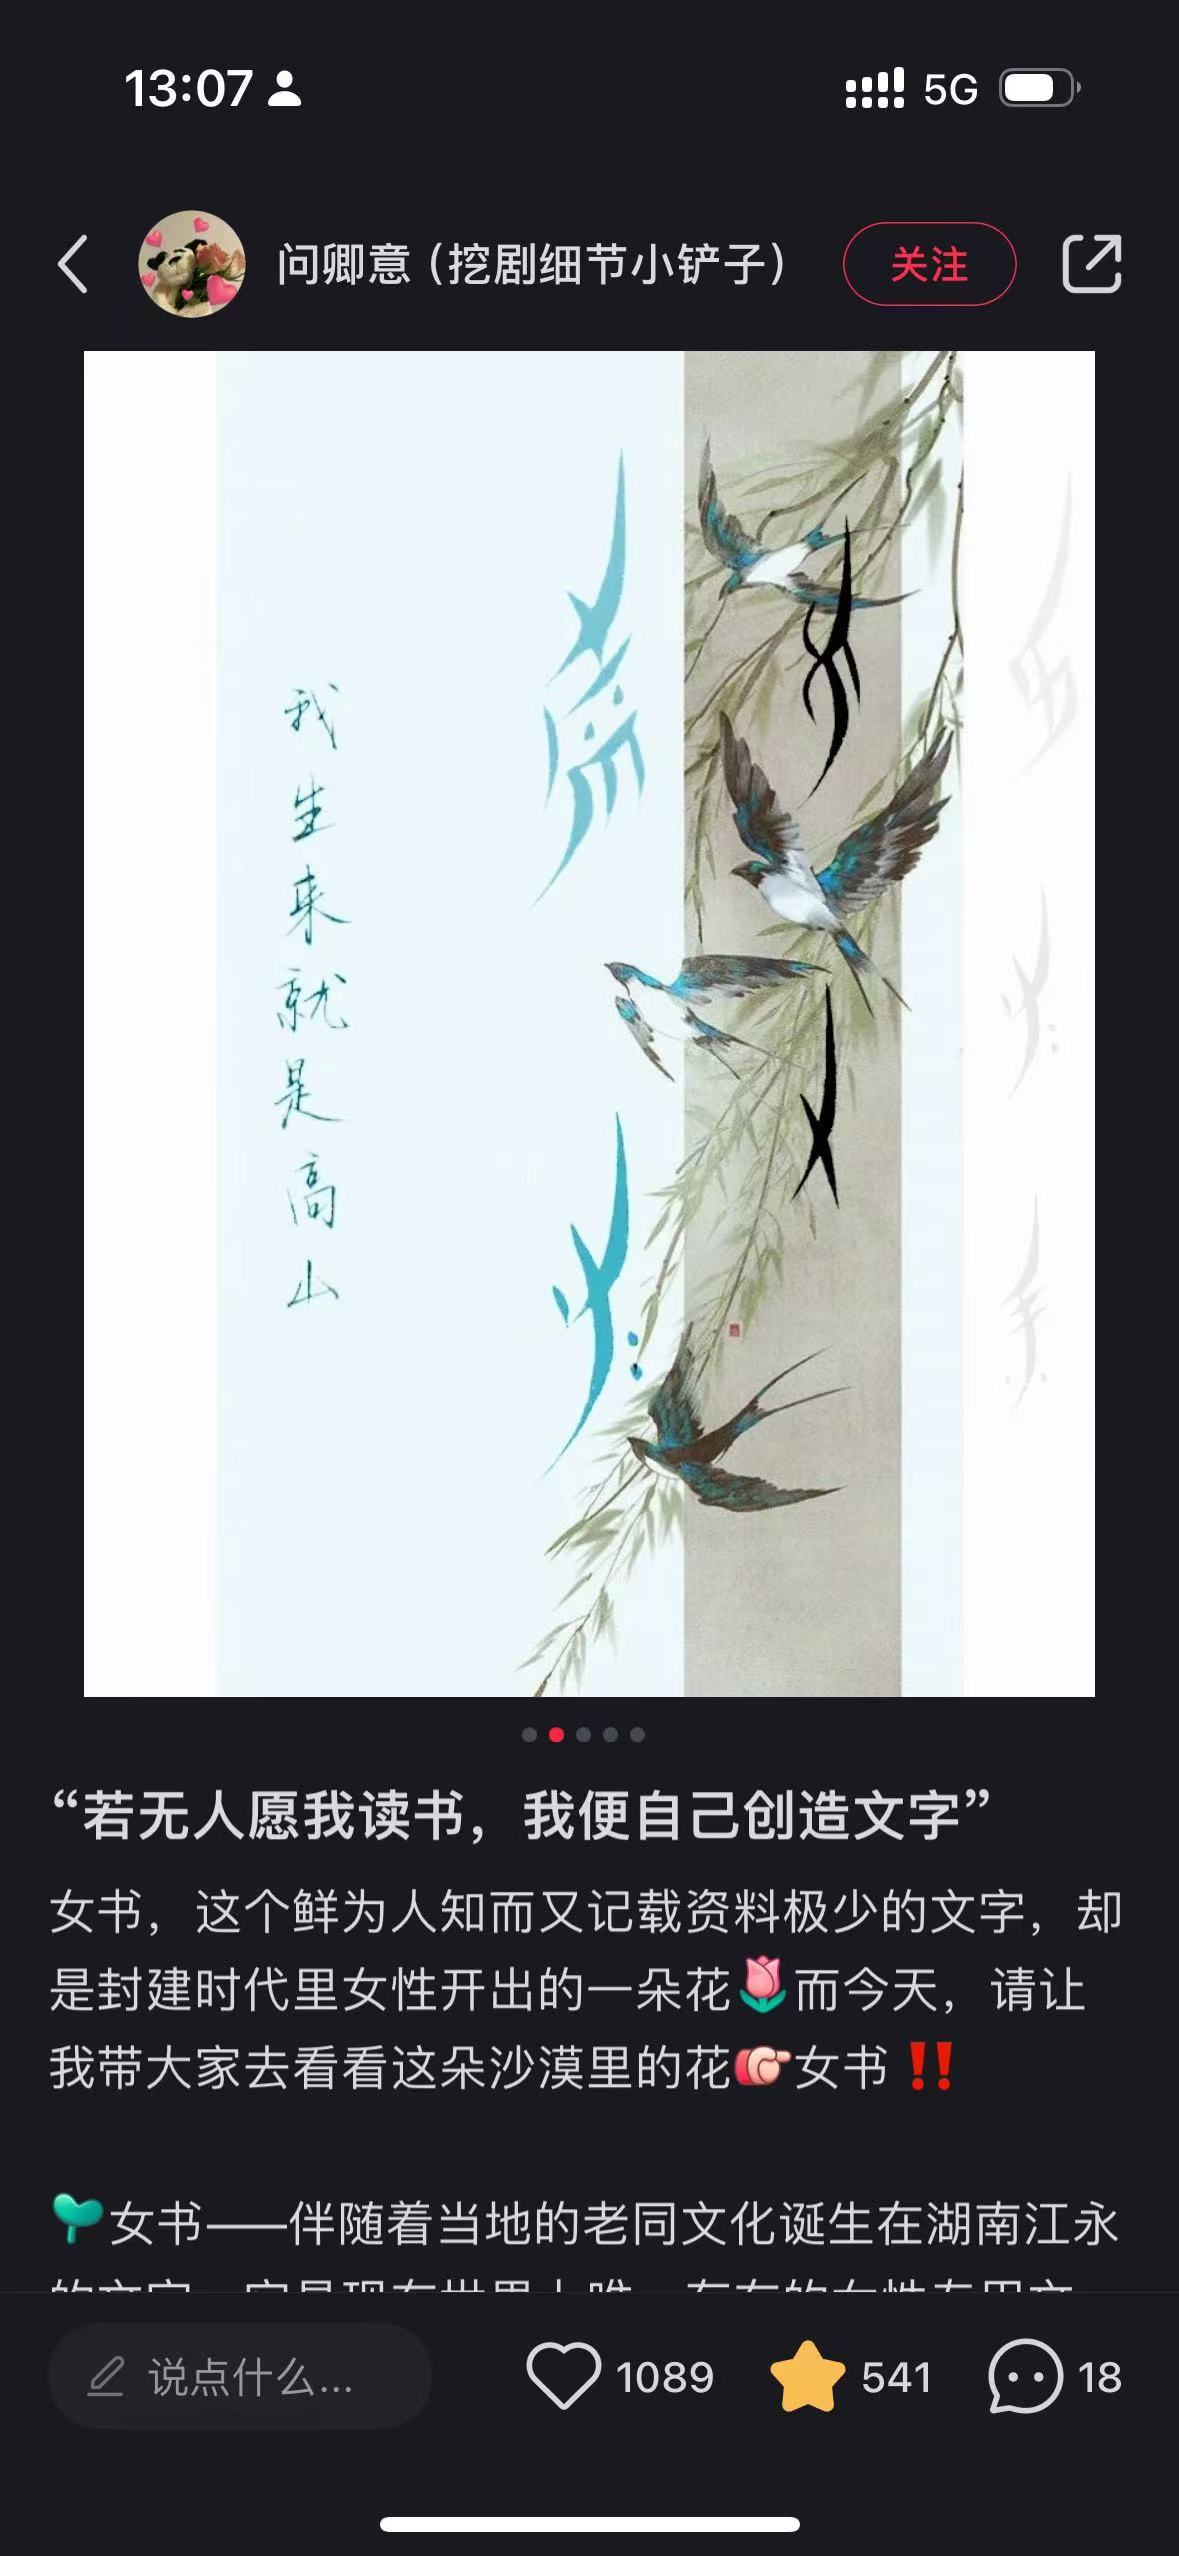 13:07
5G
问卿意（挖剧细节小铲子）
关注
我生来就是高山
“若无人愿我读书，我便自己创造文字”
女书，这个鲜为人知而又记载资料极少的文字，却
是封建时代里女性开出的一朵花🌷而今天，请让
我带大家去看看这朵沙漠里的花👉女书‼️
🌱女书——伴随着当地的老同文化诞生在湖南江永
说点什么...
1089
541
18